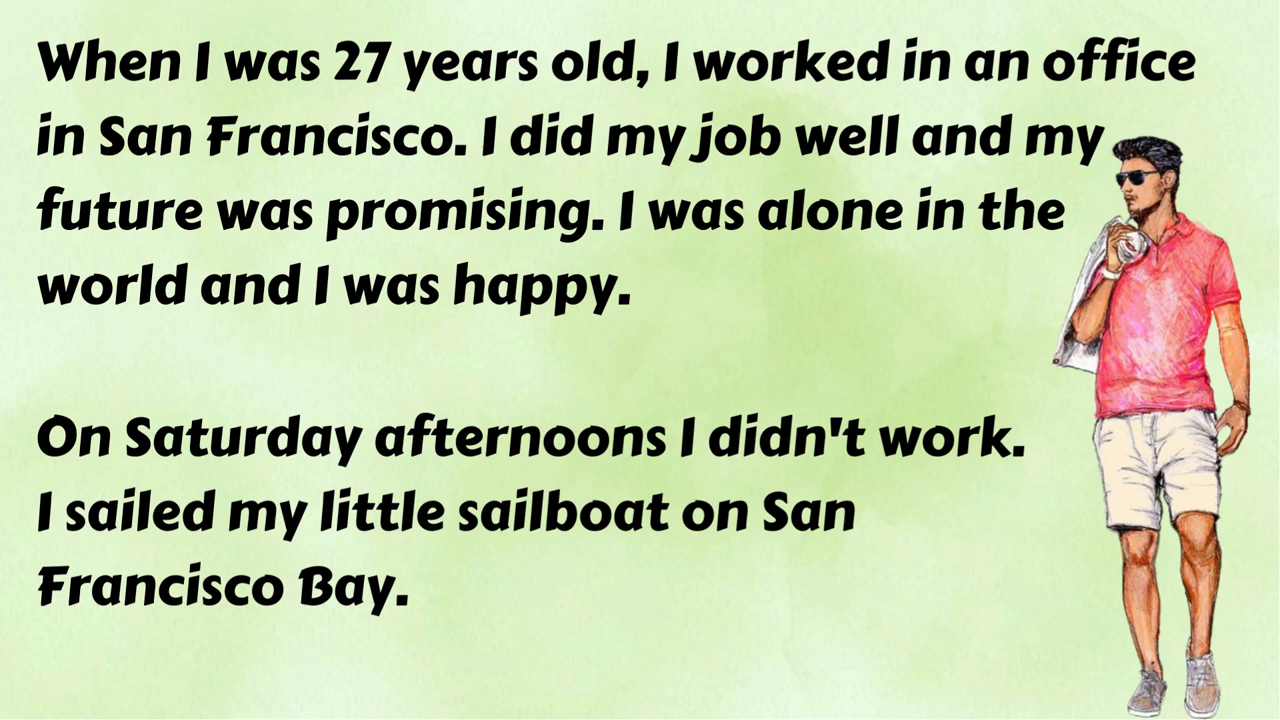 When I was 27 years old, I worked in an office
in San Francisco. I did my job well and my
future was promising. I was alone in the
world and I was happy.
On Saturday afternoons I didn't work.
I sailed my little sailboat on San
Francisco Bay.